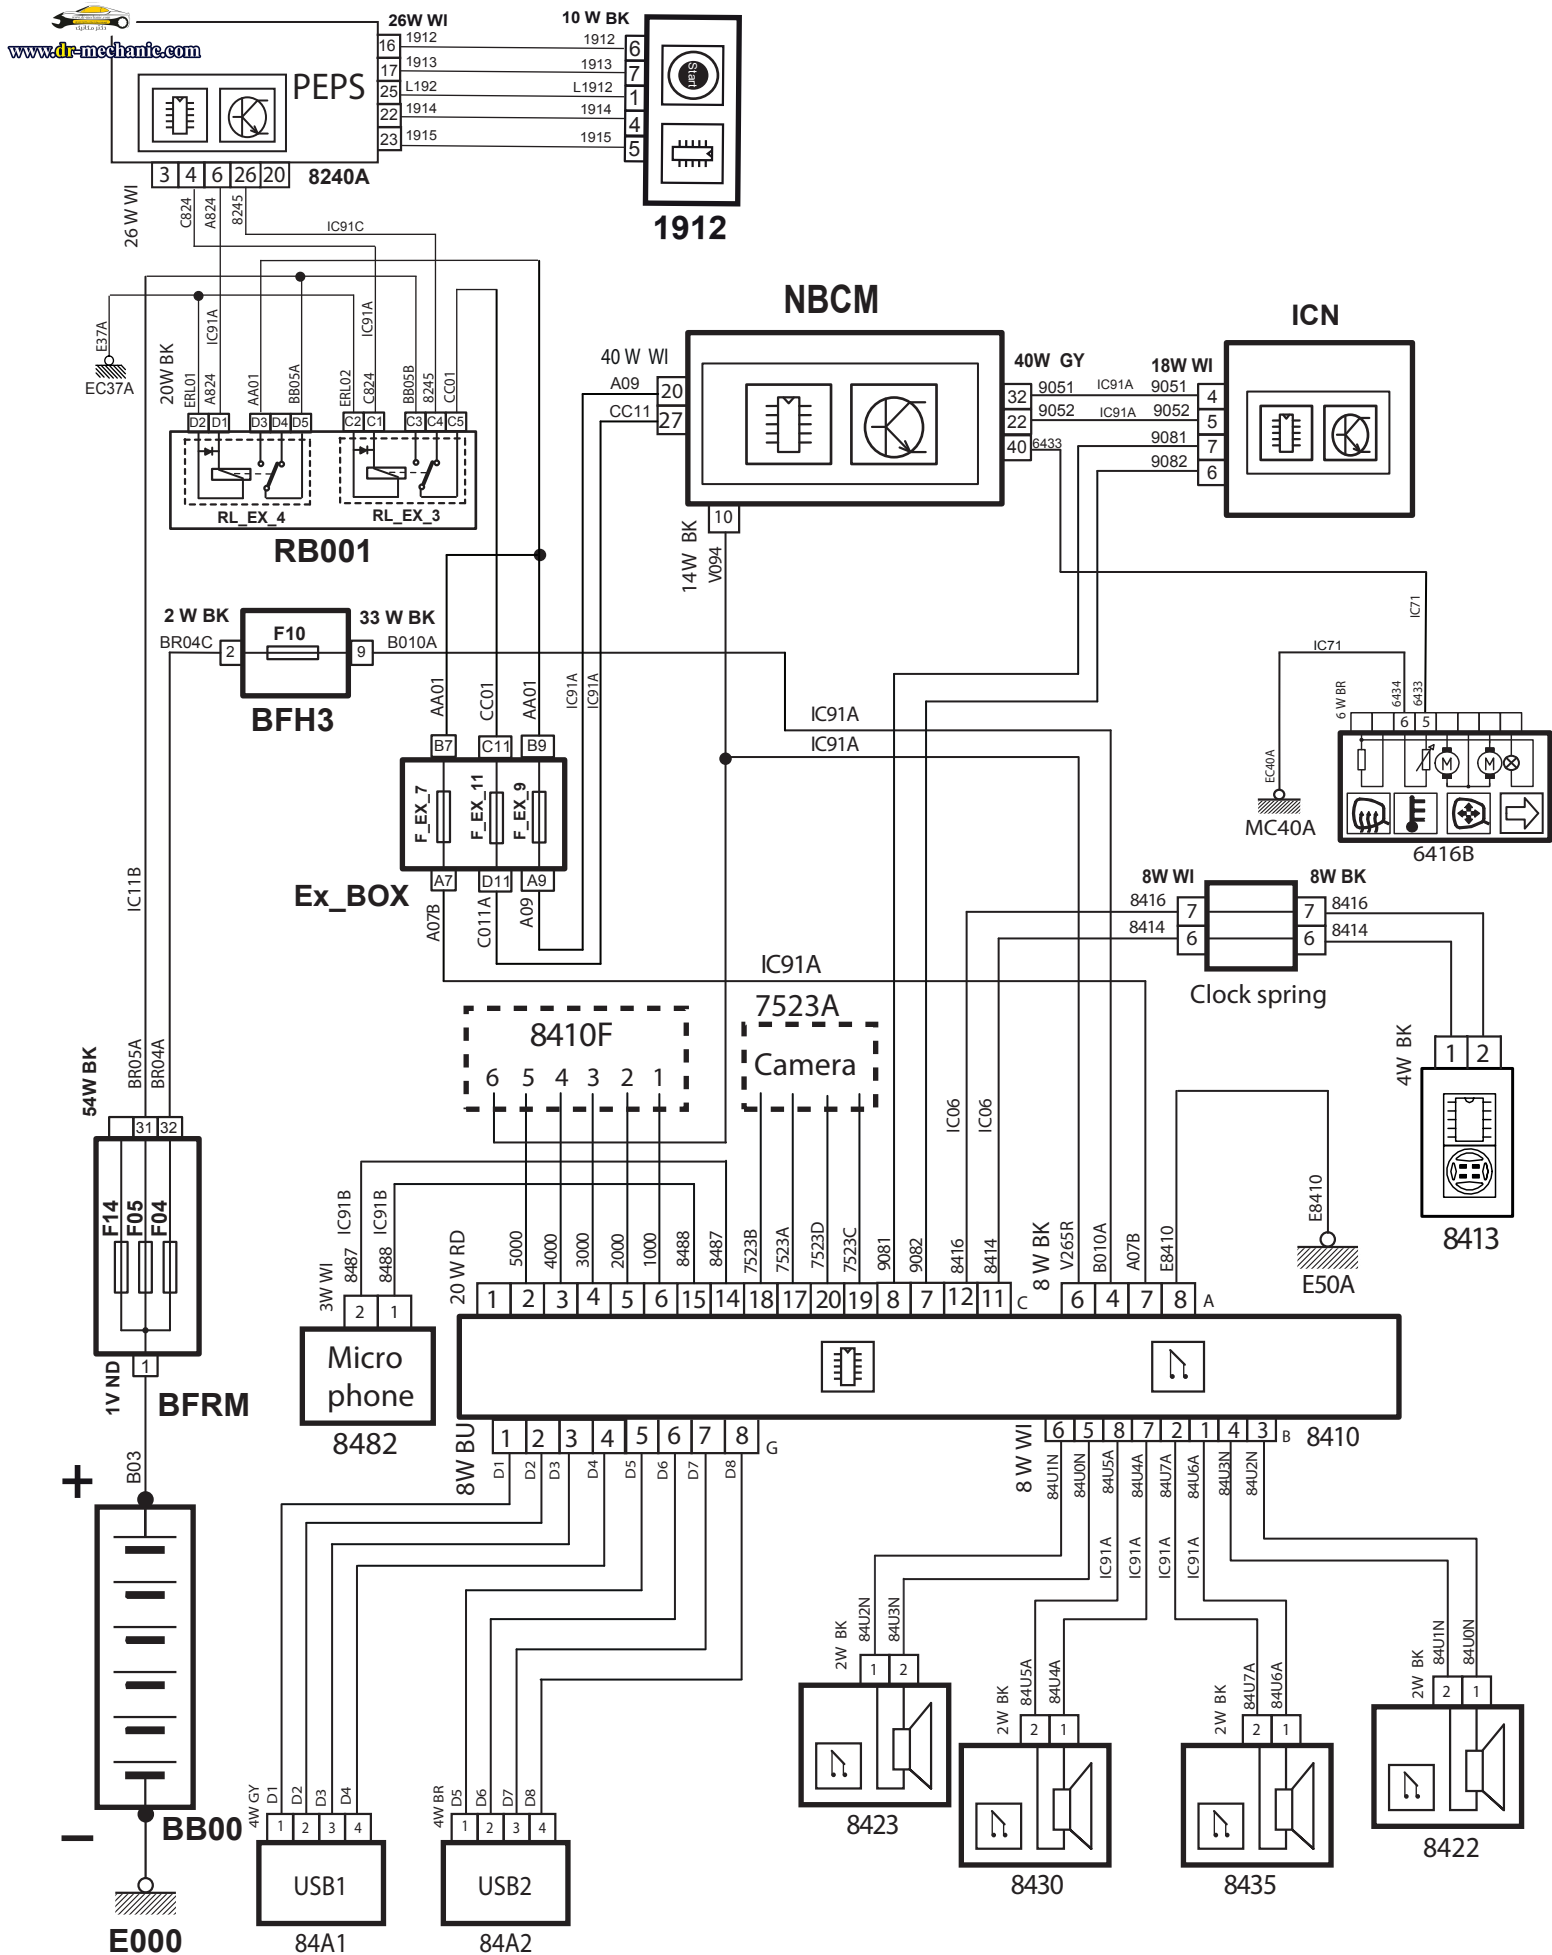 www.dr-mechanic.com
PEPS
26W WI
16 1912
17 1913
25 L192
22 1914
23 1915
10 W BK
1912 6
1913 7
L1912 1
1914 4
1915 5
Start
1912
3 4 6 26 20
8240A
26 W WI
C824
A824
8245
IC91C
E37A
EC37A
20W BK
ERL01
IC91A
A824
AA01
BB05A
ERL02
IC91A
C824
BB05B
8245
CC01
D2 D1 D3 D4 D5 C2 C1 C3 C4 C5
RL_EX_4
RL_EX_3
RB001
NBCM
40 W WI
A09 20
CC11 27
40W GY
32 9051
22 9052
40 6433
IC91A
IC91A
10
14W BK
V094
ICN
18W WI
9051 4
9052 5
9081 7
9082 6
2 W BK
BR04C 2
F10
33 W BK
9 B010A
BFH3
AA01
CC01
AA01
IC91A
IC91A
B7 C11 B9
F_EX_7
F_EX_11
F_EX_9
A7 D11 A9
Ex_BOX
A07B
C011A
A09
IC91A
IC91A
IC71
IC71
6 W BR
6434
6433
6 5
M M
6416B
EC40A
MC40A
8W WI
8416 7
8414 6
8W BK
7 8416
6 8414
Clock spring
IC91A
IC11B
8410F
6 5 4 3 2 1
7523A
Camera
IC06
IC06
4W BK
1 2
8413
E8410
E50A
54W BK
BR05A
BR04A
31 32
F14
F05
F04
1
1V ND
BFRM
B03
+
BB00
−
E000
3W WI
8487
IC91B
8488
IC91B
2 1
Micro
phone
8482
20 W RD
5000
4000
3000
2000
1000
8488
8487
7523B
7523A
7523D
7523C
9081
9082
8416
8414
1 2 3 4 5 6 15 14 18 17 20 19 8 7 12 11 C
8 W BK
V265R
B010A
A07B
E8410
6 4 7 8 A
8W BU
1 2 3 4 5 6 7 8 G
D1 D2 D3 D4 D5 D6 D7 D8
8 W WI
6 5 8 7 2 1 4 3 B
8410
84U1N
84U0N
84U5A
84U4A
84U7A
84U6A
84U3N
84U2N
IC91A
IC91A
IC91A
IC91A
4W GY
D1 D2 D3 D4
1 2 3 4
USB1
84A1
4W BR
D5 D6 D7 D8
1 2 3 4
USB2
84A2
2W BK
84U2N
84U3N
1 2
8423
2W BK
84U5A
84U4A
2 1
8430
2W BK
84U7A
84U6A
2 1
8435
2W BK
84U1N
84U0N
2 1
8422